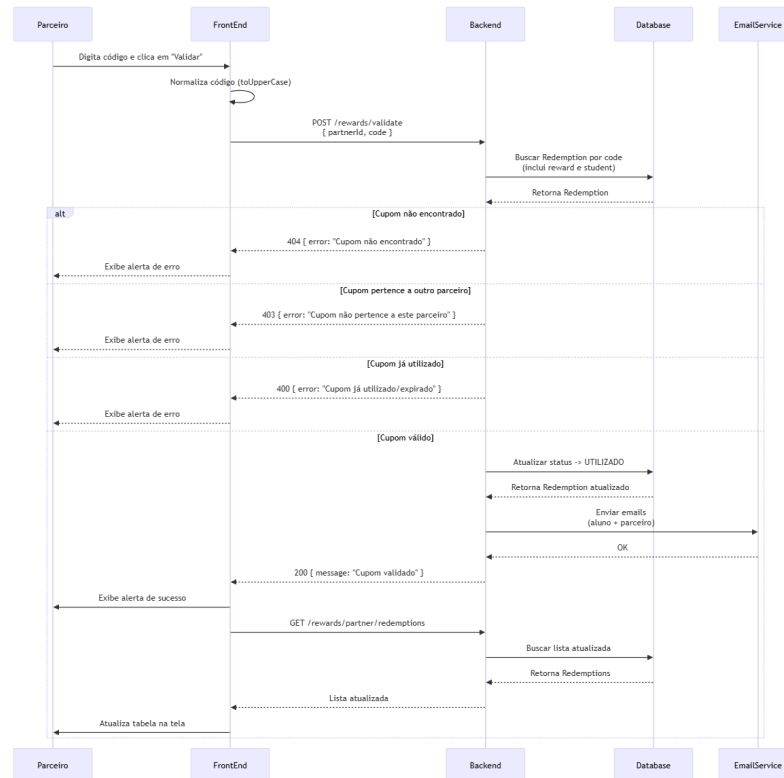 Parceiro
FrontEnd
Backend
Database
EmailService
Digita código e clica em "Validar"
Normaliza código (toUpperCase)
POST /rewards/validate
{ partnerId, code }
Buscar Redemption por code
(inclui reward e student)
Retorna Redemption
alt
[Cupom não encontrado]
404 { error: "Cupom não encontrado" }
Exibe alerta de erro
[Cupom pertence a outro parceiro]
403 { error: "Cupom não pertence a este parceiro" }
Exibe alerta de erro
[Cupom já utilizado]
400 { error: "Cupom já utilizado/expirado" }
Exibe alerta de erro
[Cupom válido]
Atualizar status -> UTILIZADO
Retorna Redemption atualizado
Enviar emails
(aluno + parceiro)
OK
200 { message: "Cupom validado" }
Exibe alerta de sucesso
GET /rewards/partner/redemptions
Buscar lista atualizada
Retorna Redemptions
Lista atualizada
Atualiza tabela na tela
Parceiro
FrontEnd
Backend
Database
EmailService